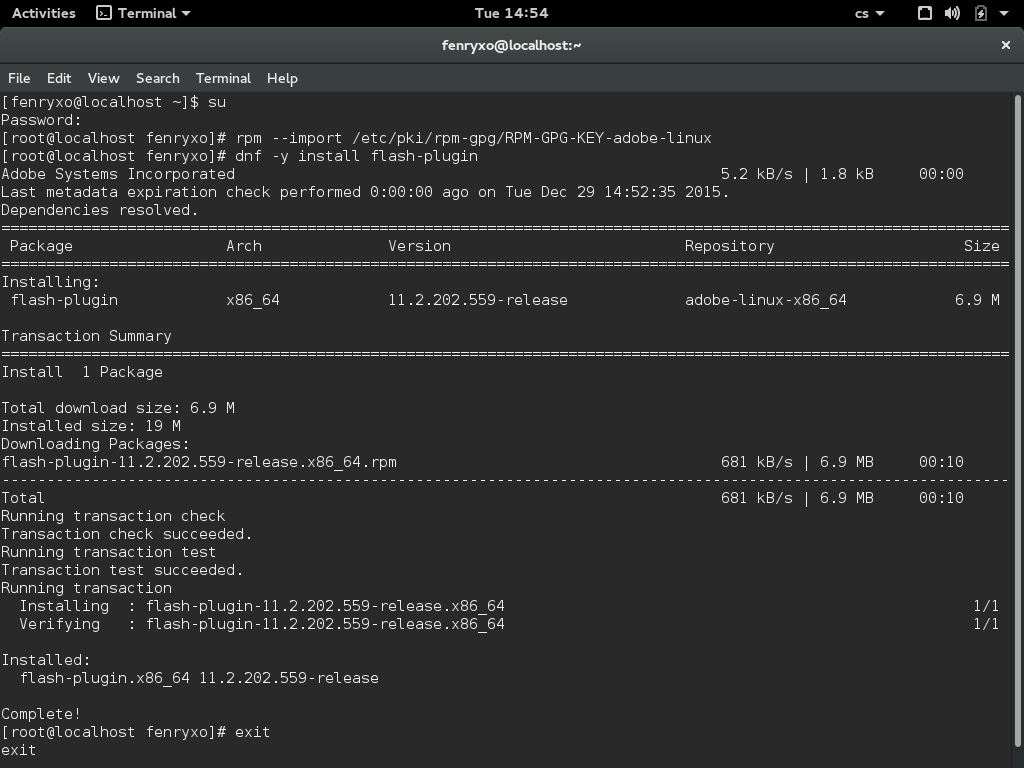 Activities Terminal Tue 14:54 cs
fenryxo@localhost:~ ×
File Edit View Search Terminal Help
[fenryxo@localhost ~]$ su
Password:
[root@localhost fenryxo]# rpm --import /etc/pki/rpm-gpg/RPM-GPG-KEY-adobe-linux
[root@localhost fenryxo]# dnf -y install flash-plugin
Adobe Systems Incorporated 5.2 kB/s | 1.8 kB 00:00
Last metadata expiration check performed 0:00:00 ago on Tue Dec 29 14:52:35 2015.
Dependencies resolved.
================================================================================================================
Package Arch Version Repository Size
================================================================================================================
Installing:
flash-plugin x86_64 11.2.202.559-release adobe-linux-x86_64 6.9 M

Transaction Summary
================================================================================================================
Install 1 Package

Total download size: 6.9 M
Installed size: 19 M
Downloading Packages:
flash-plugin-11.2.202.559-release.x86_64.rpm 681 kB/s | 6.9 MB 00:10
----------------------------------------------------------------------------------------------------------------
Total 681 kB/s | 6.9 MB 00:10
Running transaction check
Transaction check succeeded.
Running transaction test
Transaction test succeeded.
Running transaction
Installing : flash-plugin-11.2.202.559-release.x86_64 1/1
Verifying : flash-plugin-11.2.202.559-release.x86_64 1/1

Installed:
flash-plugin.x86_64 11.2.202.559-release

Complete!
[root@localhost fenryxo]# exit
exit